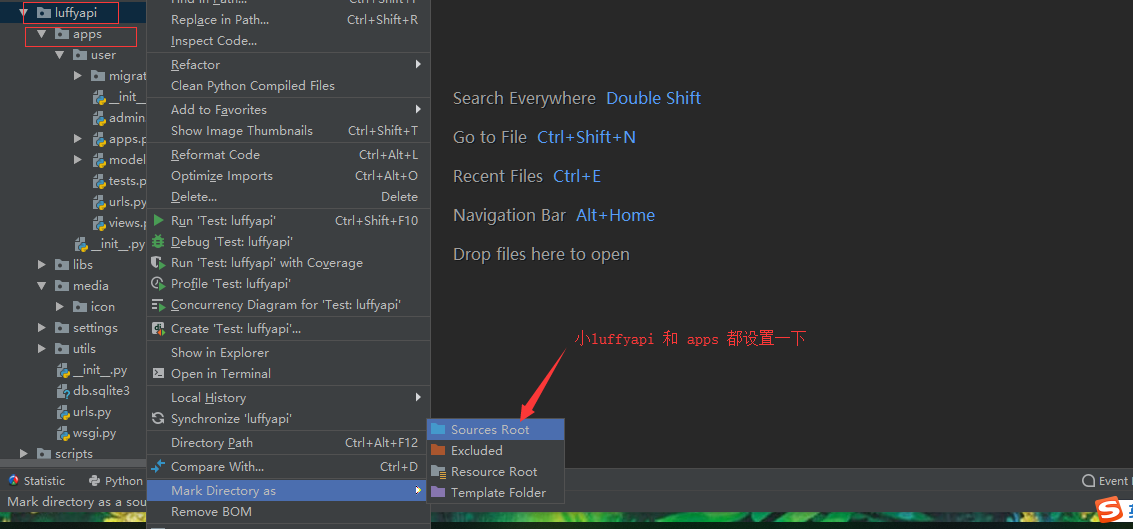 luffyapi
apps
user
migrat
__init__
admin
apps.p
model
tests.p
urls.py
views.p
__init__.py
libs
media
icon
settings
utils
__init__.py
db.sqlite3
urls.py
wsgi.py
scripts
Find in Path... Ctrl+Shift+F
Replace in Path... Ctrl+Shift+R
Inspect Code...
Refactor
Clean Python Compiled Files
Add to Favorites
Show Image Thumbnails Ctrl+Shift+T
Reformat Code Ctrl+Alt+L
Optimize Imports Ctrl+Alt+O
Delete... Delete
Run 'Test: luffyapi' Ctrl+Shift+F10
Debug 'Test: luffyapi'
Run 'Test: luffyapi' with Coverage
Profile 'Test: luffyapi'
Concurrency Diagram for 'Test: luffyapi'
Create 'Test: luffyapi'...
Show in Explorer
Open in Terminal
Local History
Synchronize 'luffyapi'
Directory Path Ctrl+Alt+F12
Compare With... Ctrl+D
Mark Directory as
Remove BOM
Sources Root
Excluded
Resource Root
Template Folder
Search Everywhere Double Shift
Go to File Ctrl+Shift+N
Recent Files Ctrl+E
Navigation Bar Alt+Home
Drop files here to open
小luffyapi 和 apps 都设置一下
Statistic
Python
Event
Mark directory as a sou